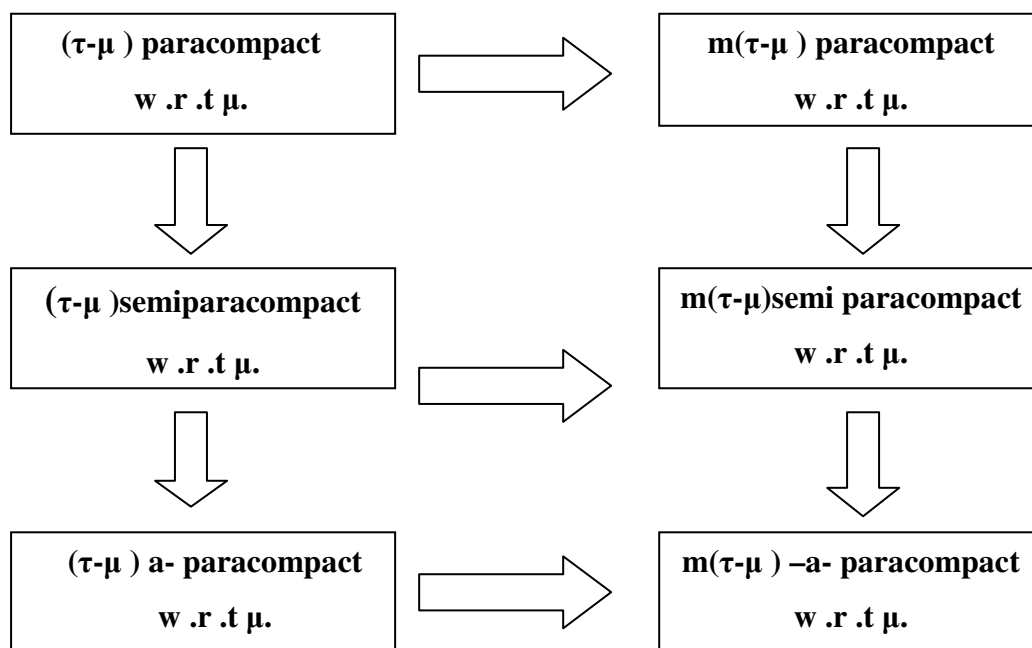 (τ-μ ) paracompact
w .r .t μ.
m(τ-μ ) paracompact
w .r .t μ.
(τ-μ )semiparacompact
w .r .t μ.
m(τ-μ)semi paracompact
w .r .t μ.
(τ-μ ) a- paracompact
w .r .t μ.
m(τ-μ ) –a- paracompact
w .r .t μ.